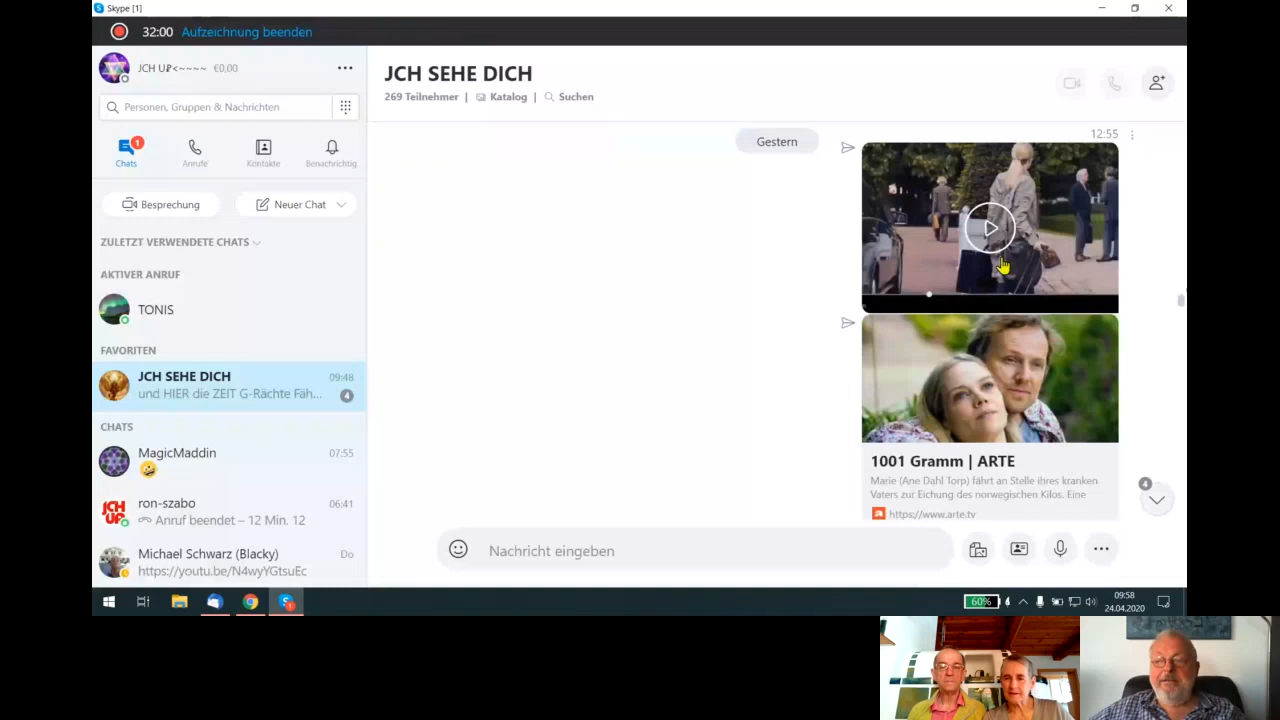 Skype [1]
32:00 Aufzeichnung beenden
JCH U₽<~~~~ €0,00
Personen, Gruppen & Nachrichten
1
Chats Anrufe Kontakte Benachrichtig.
Besprechung Neuer Chat
ZULETZT VERWENDETE CHATS
AKTIVER ANRUF
TONIS
FAVORITEN
JCH SEHE DICH 09:48
und HIER die ZEIT G-Rächte Fäh... 4
CHATS
MagicMaddin 07:55
ron-szabo 06:41
Anruf beendet – 12 Min. 12
JCH UP
Michael Schwarz (Blacky) Do
https://youtu.be/N4wyYGtsuEc
JCH SEHE DICH
269 Teilnehmer | Katalog | Suchen
Gestern
12:55
1001 Gramm | ARTE
Marie (Ane Dahl Torp) fährt an Stelle ihres kranken
Vaters zur Eichung des norwegischen Kilos. Eine
https://www.arte.tv
4
Nachricht eingeben
60%
09:58
24.04.2020